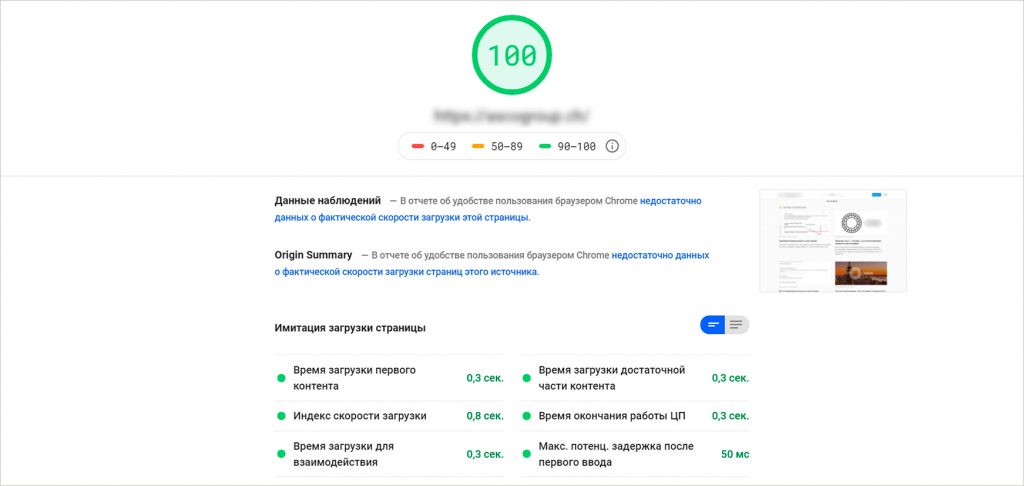 100
0–49 50–89 90–100
Данные наблюдений — В отчете об удобстве пользования браузером Chrome недостаточно
данных о фактической скорости загрузки этой страницы.
Origin Summary — В отчете об удобстве пользования браузером Chrome недостаточно данных
о фактической скорости загрузки страниц этого источника.
Имитация загрузки страницы
Время загрузки первого
контента
0,3 сек.
Время загрузки достаточной
части контента
0,3 сек.
Индекс скорости загрузки 0,8 сек.
Время окончания работы ЦП 0,3 сек.
Время загрузки для
взаимодействия
0,3 сек.
Макс. потенц. задержка после
первого ввода
50 мс